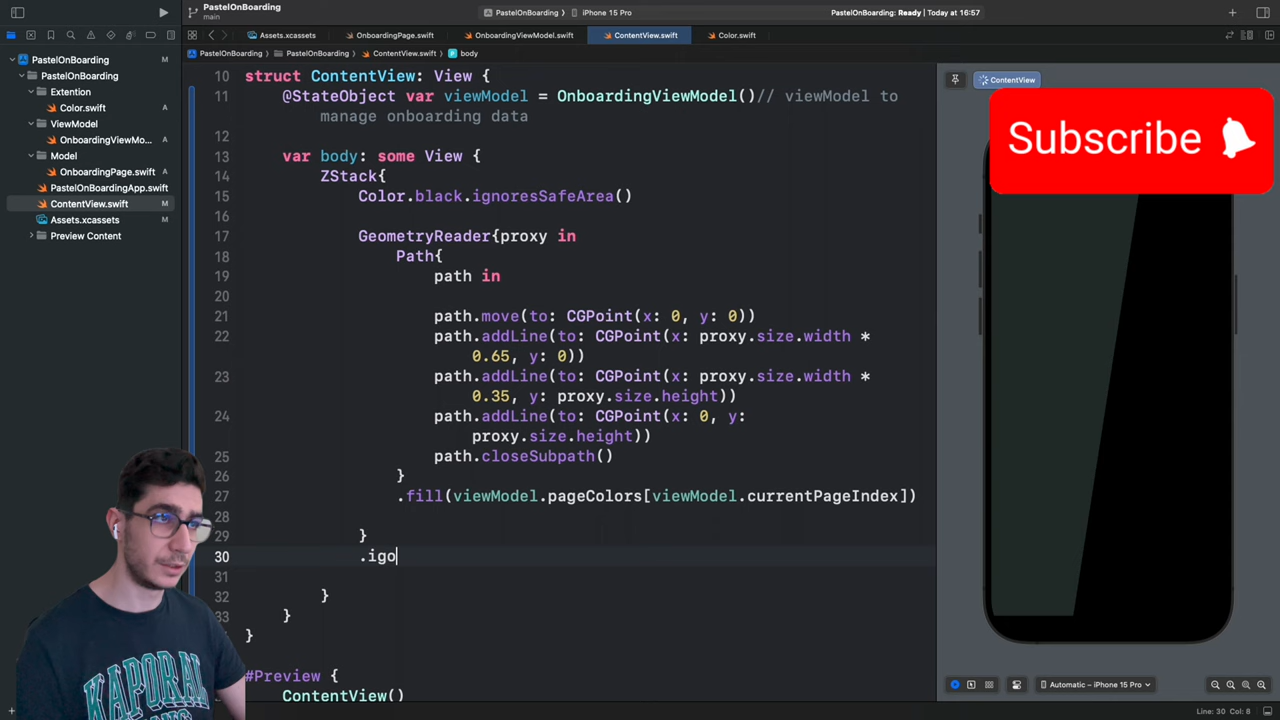 PastelOnBoarding
main
PastelOnBoarding
iPhone 15 Pro
PastelOnBoarding: Ready | Today at 16:57
Assets.xcassets
OnboardingPage.swift
OnboardingViewModel.swift
ContentView.swift
Color.swift
PastelOnBoarding
PastelOnBoarding
ContentView.swift
body
PastelOnBoarding M
PastelOnBoarding
Extention
Color.swift A
ViewModel
OnboardingViewMo... A
Model
OnboardingPage.swift A
PastelOnBoardingApp.swift
ContentView.swift M
Assets.xcassets M
Preview Content
10 struct ContentView: View {
11 @StateObject var viewModel = OnboardingViewModel()// viewModel to
manage onboarding data
12
13 var body: some View {
14 ZStack{
15 Color.black.ignoresSafeArea()
16
17 GeometryReader{proxy in
18 Path{
19 path in
20
21 path.move(to: CGPoint(x: 0, y: 0))
22 path.addLine(to: CGPoint(x: proxy.size.width *
0.65, y: 0))
23 path.addLine(to: CGPoint(x: proxy.size.width *
0.35, y: proxy.size.height))
24 path.addLine(to: CGPoint(x: 0, y:
proxy.size.height))
25 path.closeSubpath()
26 }
27 .fill(viewModel.pageColors[viewModel.currentPageIndex])
28
29 }
30 .igo
31
32 }
33 }
34 }
#Preview {
ContentView()
ContentView
Subscribe
Automatic – iPhone 15 Pro
Line: 30 Col: 8
KAPORAL